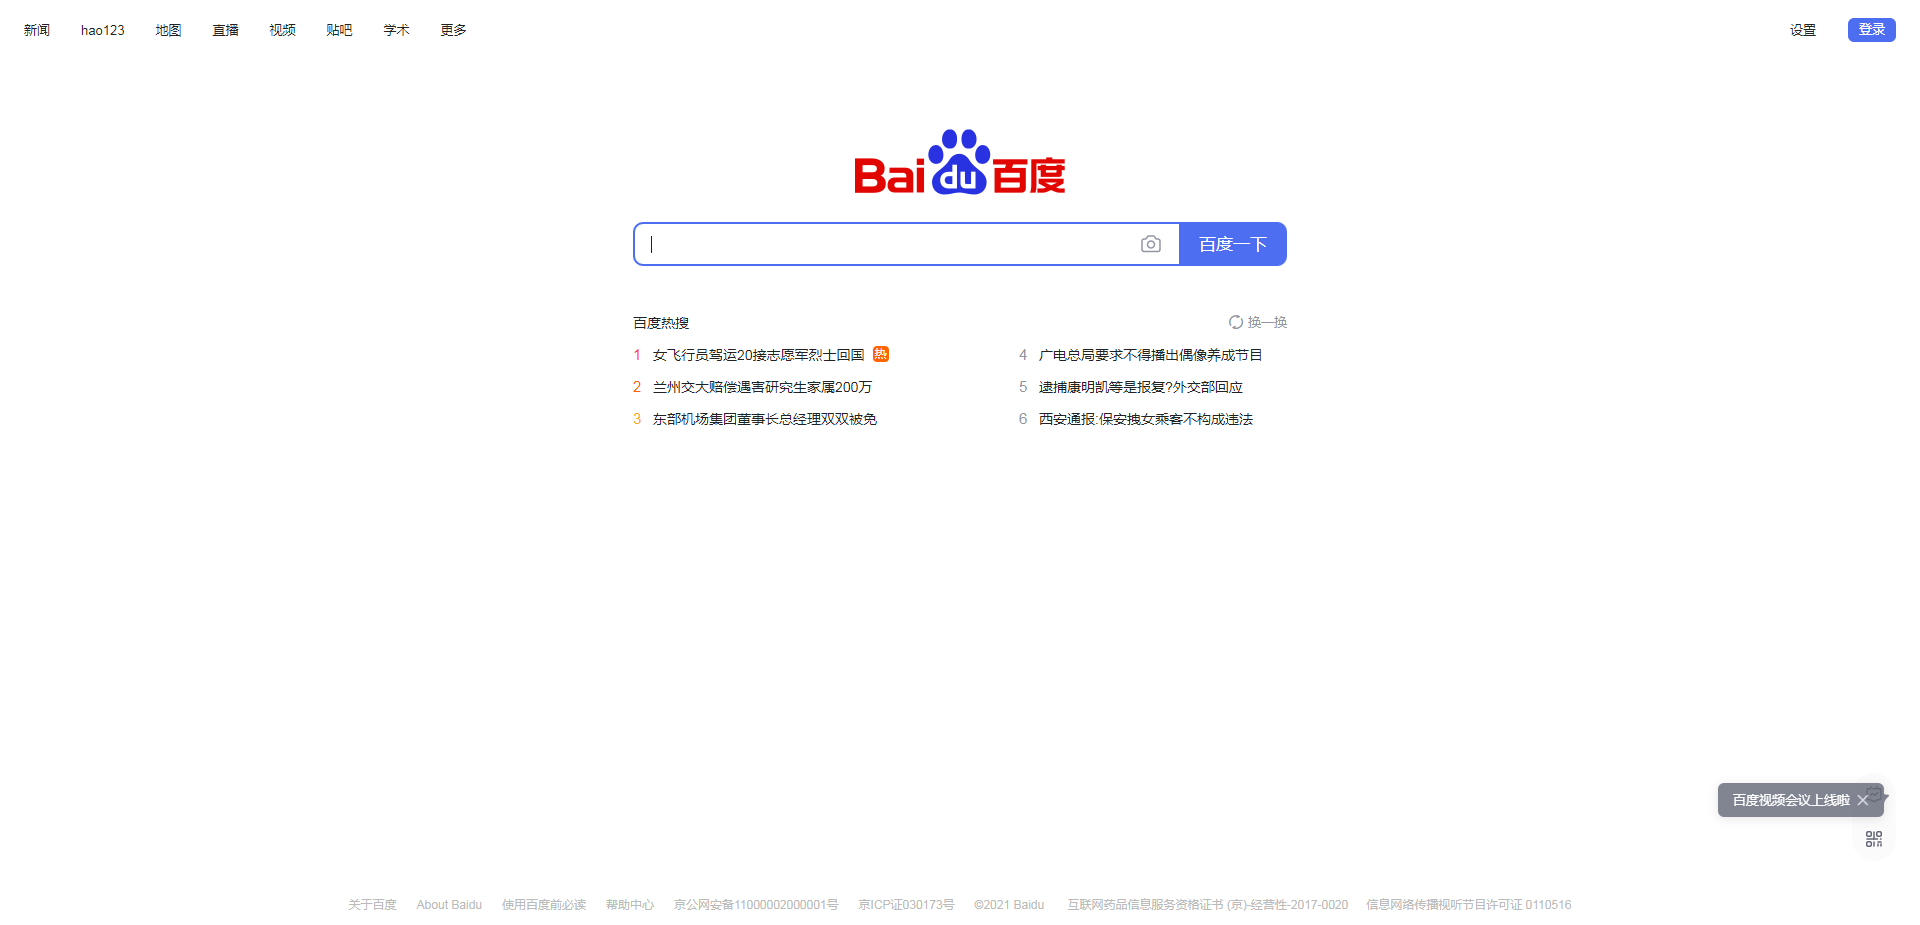 新闻 hao123 地图 直播 视频 贴吧 学术 更多 设置 登录
Bai du 百度
百度一下
百度热搜 换一换
1 女飞行员驾运20接志愿军烈士回国 热
4 广电总局要求不得播出偶像养成节目
2 兰州交大赔偿遇害研究生家属200万
5 逮捕康明凯等是报复?外交部回应
3 东部机场集团董事长总经理双双被免
6 西安通报:保安拽女乘客不构成违法
百度视频会议上线啦
关于百度 About Baidu 使用百度前必读 帮助中心 京公网安备11000002000001号 京ICP证030173号 ©2021 Baidu 互联网药品信息服务资格证书 (京)-经营性-2017-0020 信息网络传播视听节目许可证 0110516